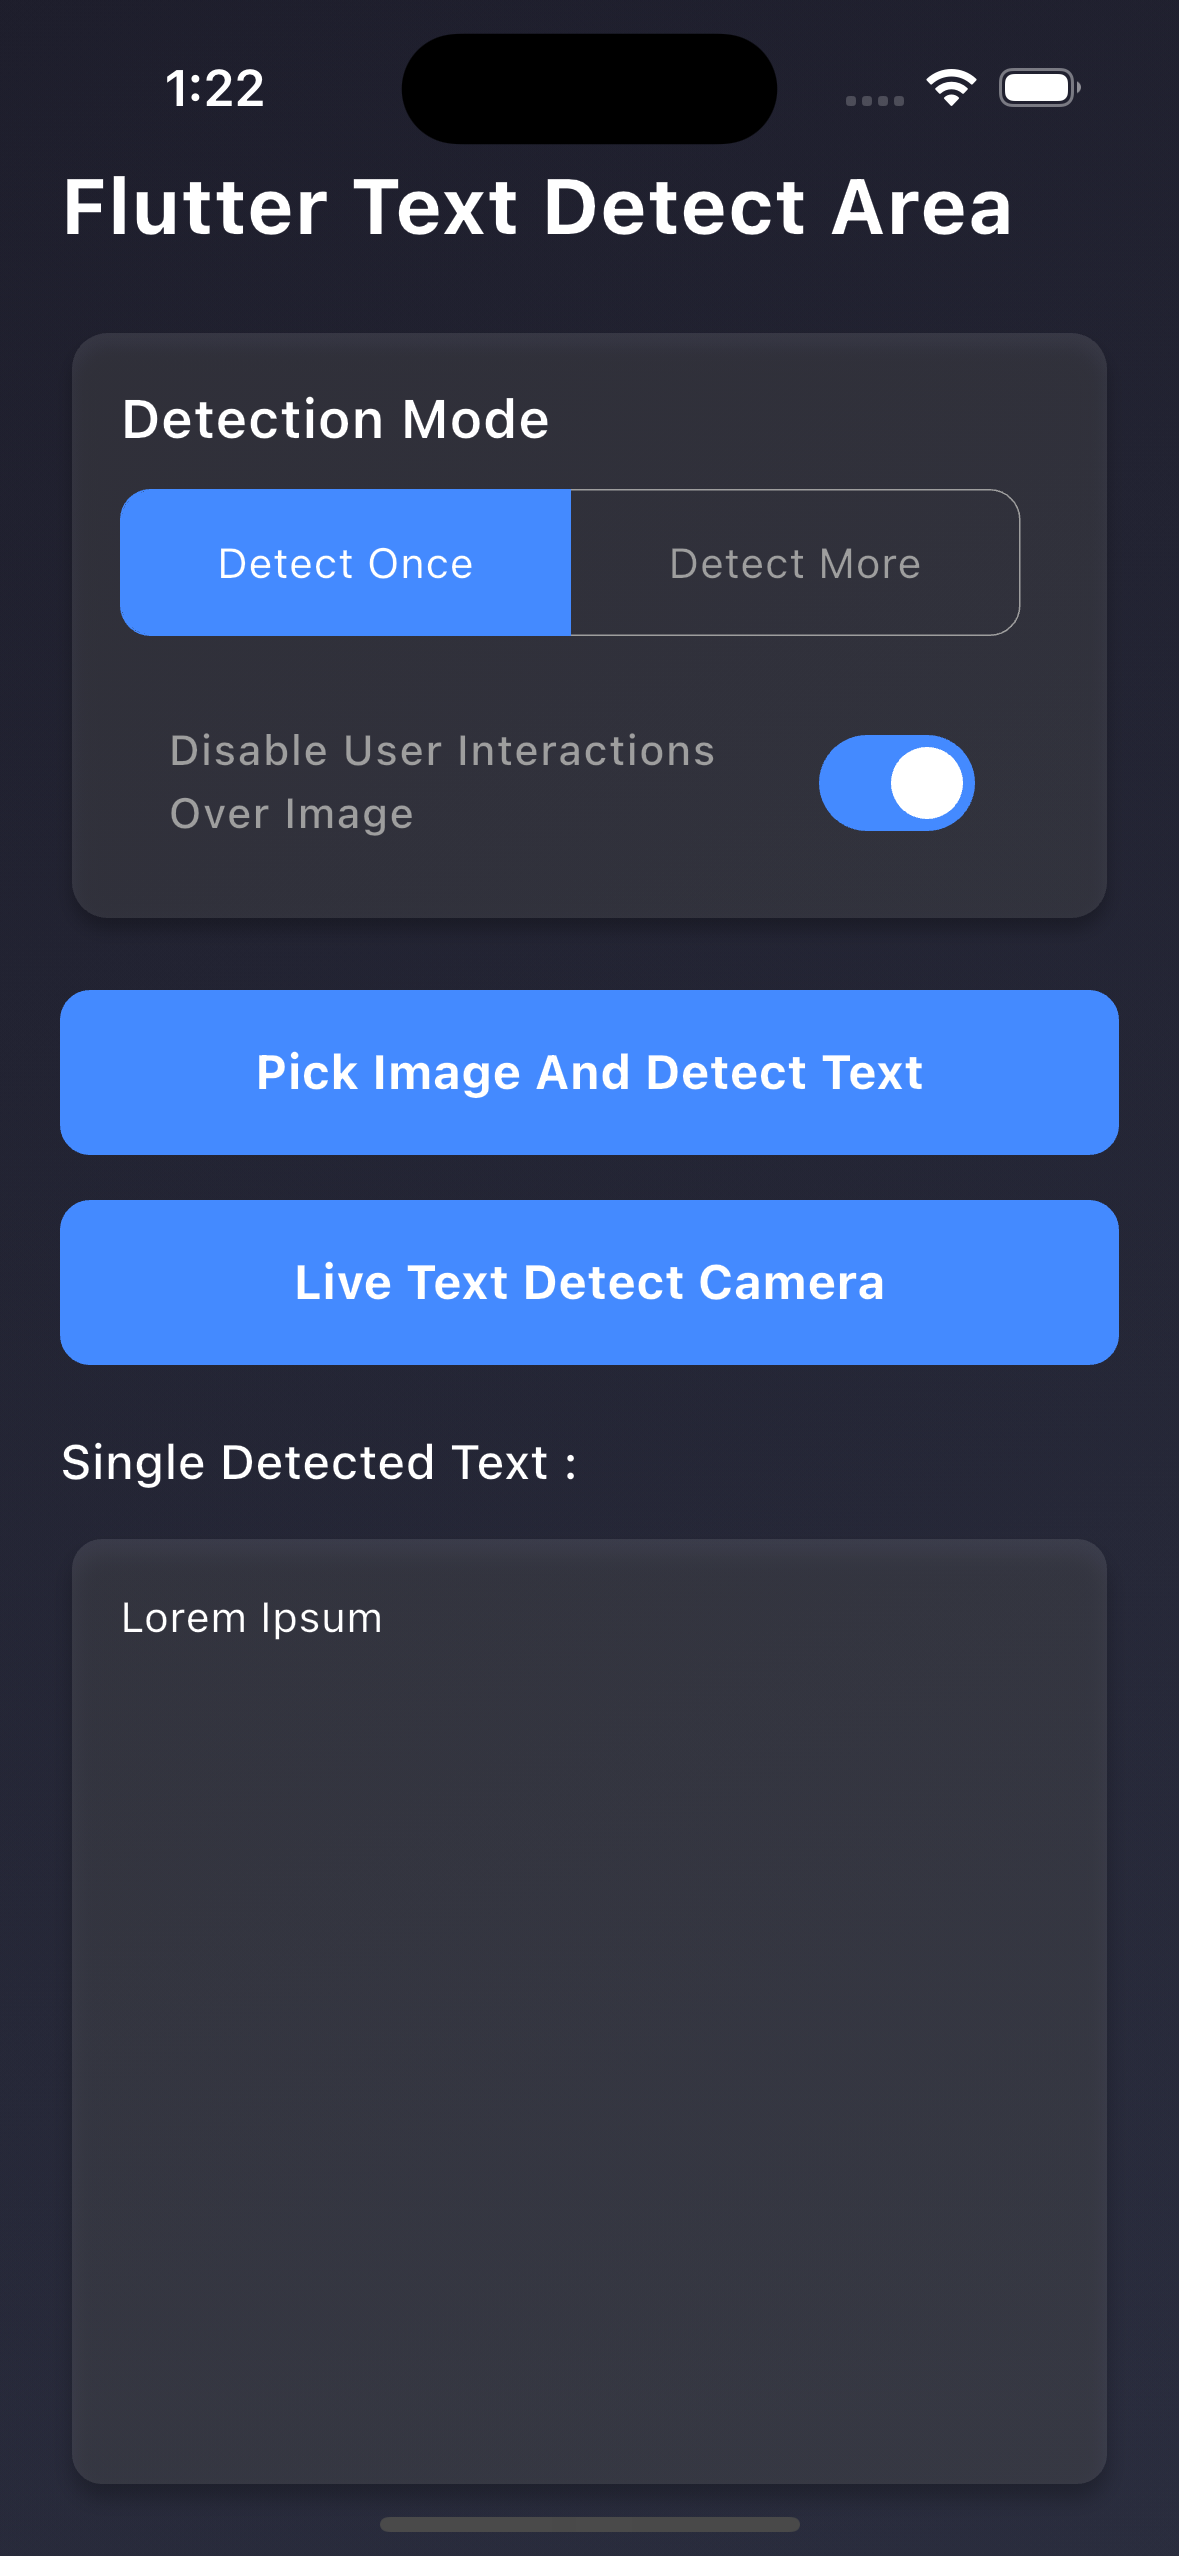 1:22
Flutter Text Detect Area
Detection Mode
Detect Once
Detect More
Disable User Interactions
Over Image
Pick Image And Detect Text
Live Text Detect Camera
Single Detected Text :
Lorem Ipsum